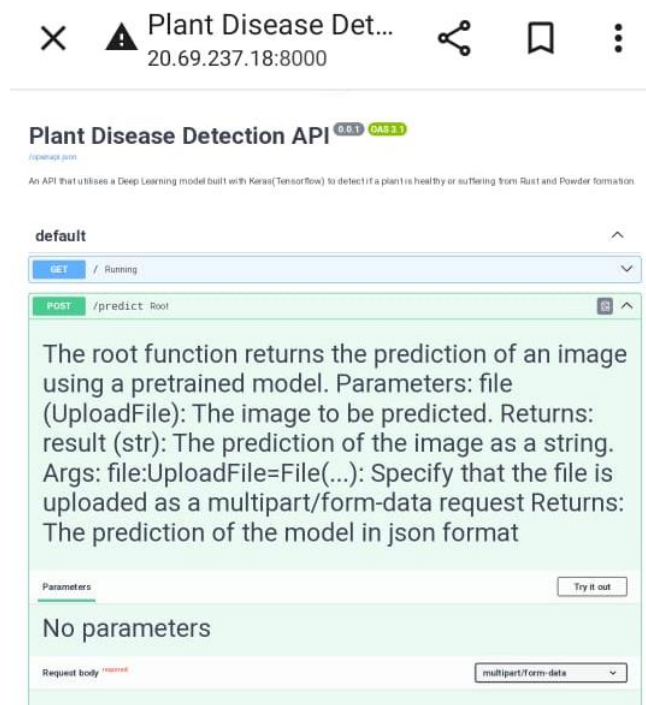 Plant Disease Det...
20.69.237.18:8000
Plant Disease Detection API 0.0.1 OAS 3.1
/openapi.json
An API that utilises a Deep Learning model built with Keras(Tensorflow) to detect if a plant is healthy or suffering from Rust and Powder formation
default
GET / Running
POST /predict Root
The root function returns the prediction of an image
using a pretrained model. Parameters: file
(UploadFile): The image to be predicted. Returns:
result (str): The prediction of the image as a string.
Args: file:UploadFile=File(...): Specify that the file is
uploaded as a multipart/form-data request Returns:
The prediction of the model in json format
Parameters
Try it out
No parameters
Request body required
multipart/form-data